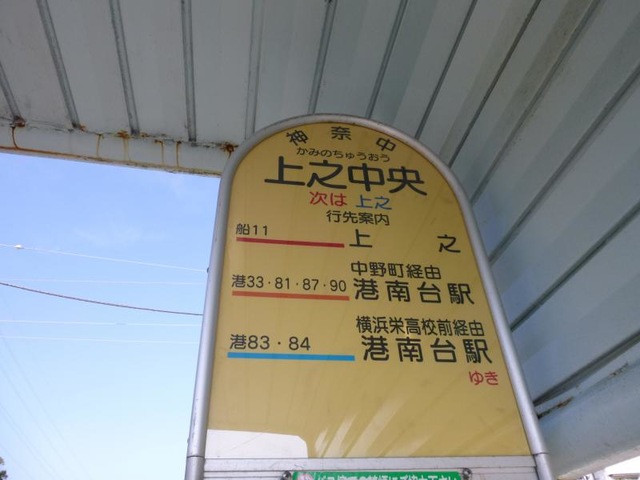 神奈中
かみのちゅうおう
上之中央
次は 上之
行先案内
船11 上之
中野町経由
港33・81・87・90 港南台駅
横浜栄高校前経由
港83・84 港南台駅
ゆき